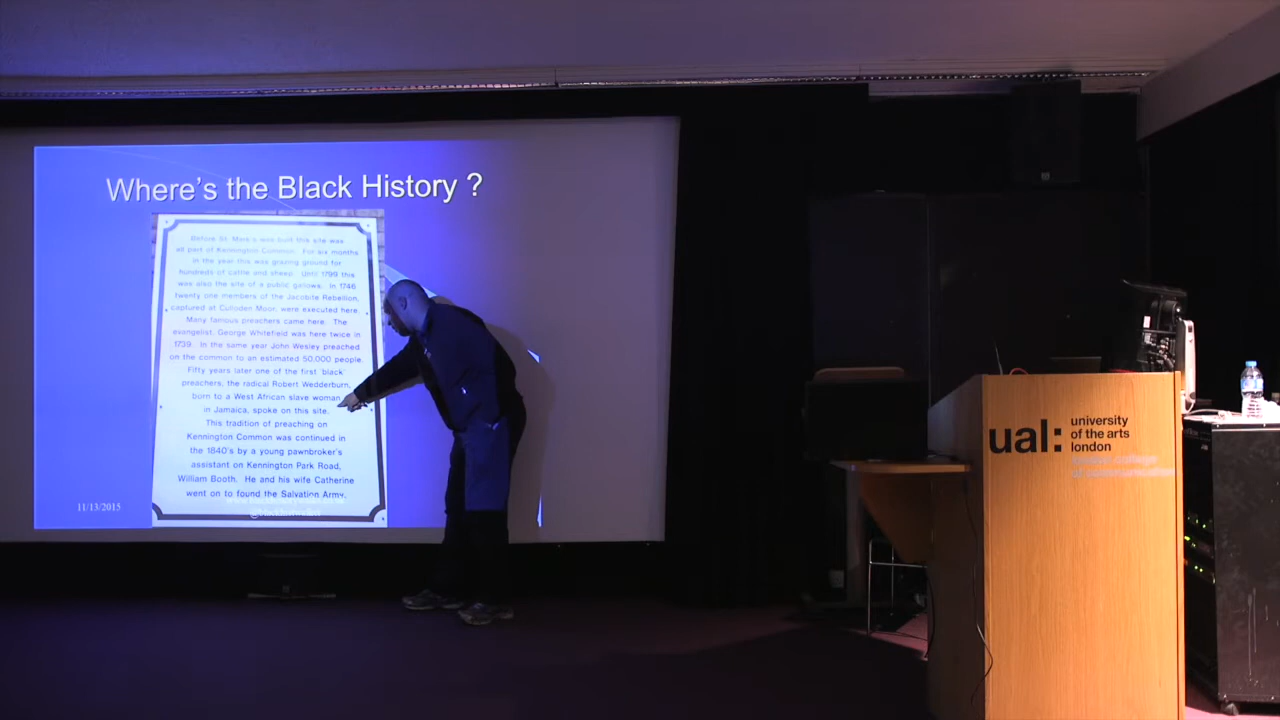 Where's the Black History ?
Before St. Mark's was built this site was
all part of Kennington Common. For six months
in the year this was grazing ground for
hundreds of cattle and sheep. Until 1799 this
was also the site of a public gallows. In 1746
twenty one members of the Jacobite Rebellion,
captured at Culloden Moor, were executed here.
Many famous preachers came here. The
evangelist, George Whitefield was here twice in
1739. In the same year John Wesley preached
on the common to an estimated 50,000 people.
Fifty years later one of the first 'black'
preachers, the radical Robert Wedderburn,
born to a West African slave woman
in Jamaica, spoke on this site.
This tradition of preaching on
Kennington Common was continued in
the 1840's by a young pawnbroker's
assistant on Kennington Park Road,
William Booth. He and his wife Catherine
went on to found the Salvation Army.
11/13/2015
ual:
university
of the arts
london
london college
of communication